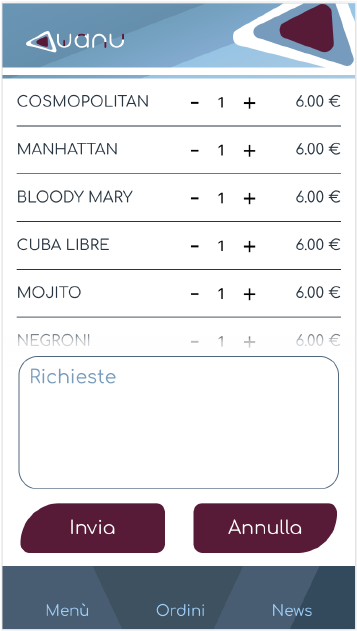 auanu
COSMOPOLITAN - 1 + 6.00 €
MANHATTAN - 1 + 6.00 €
BLOODY MARY - 1 + 6.00 €
CUBA LIBRE - 1 + 6.00 €
MOJITO - 1 + 6.00 €
NEGRONI - 1 + 6.00 €
Richieste
Invia Annulla
Menù Ordini News